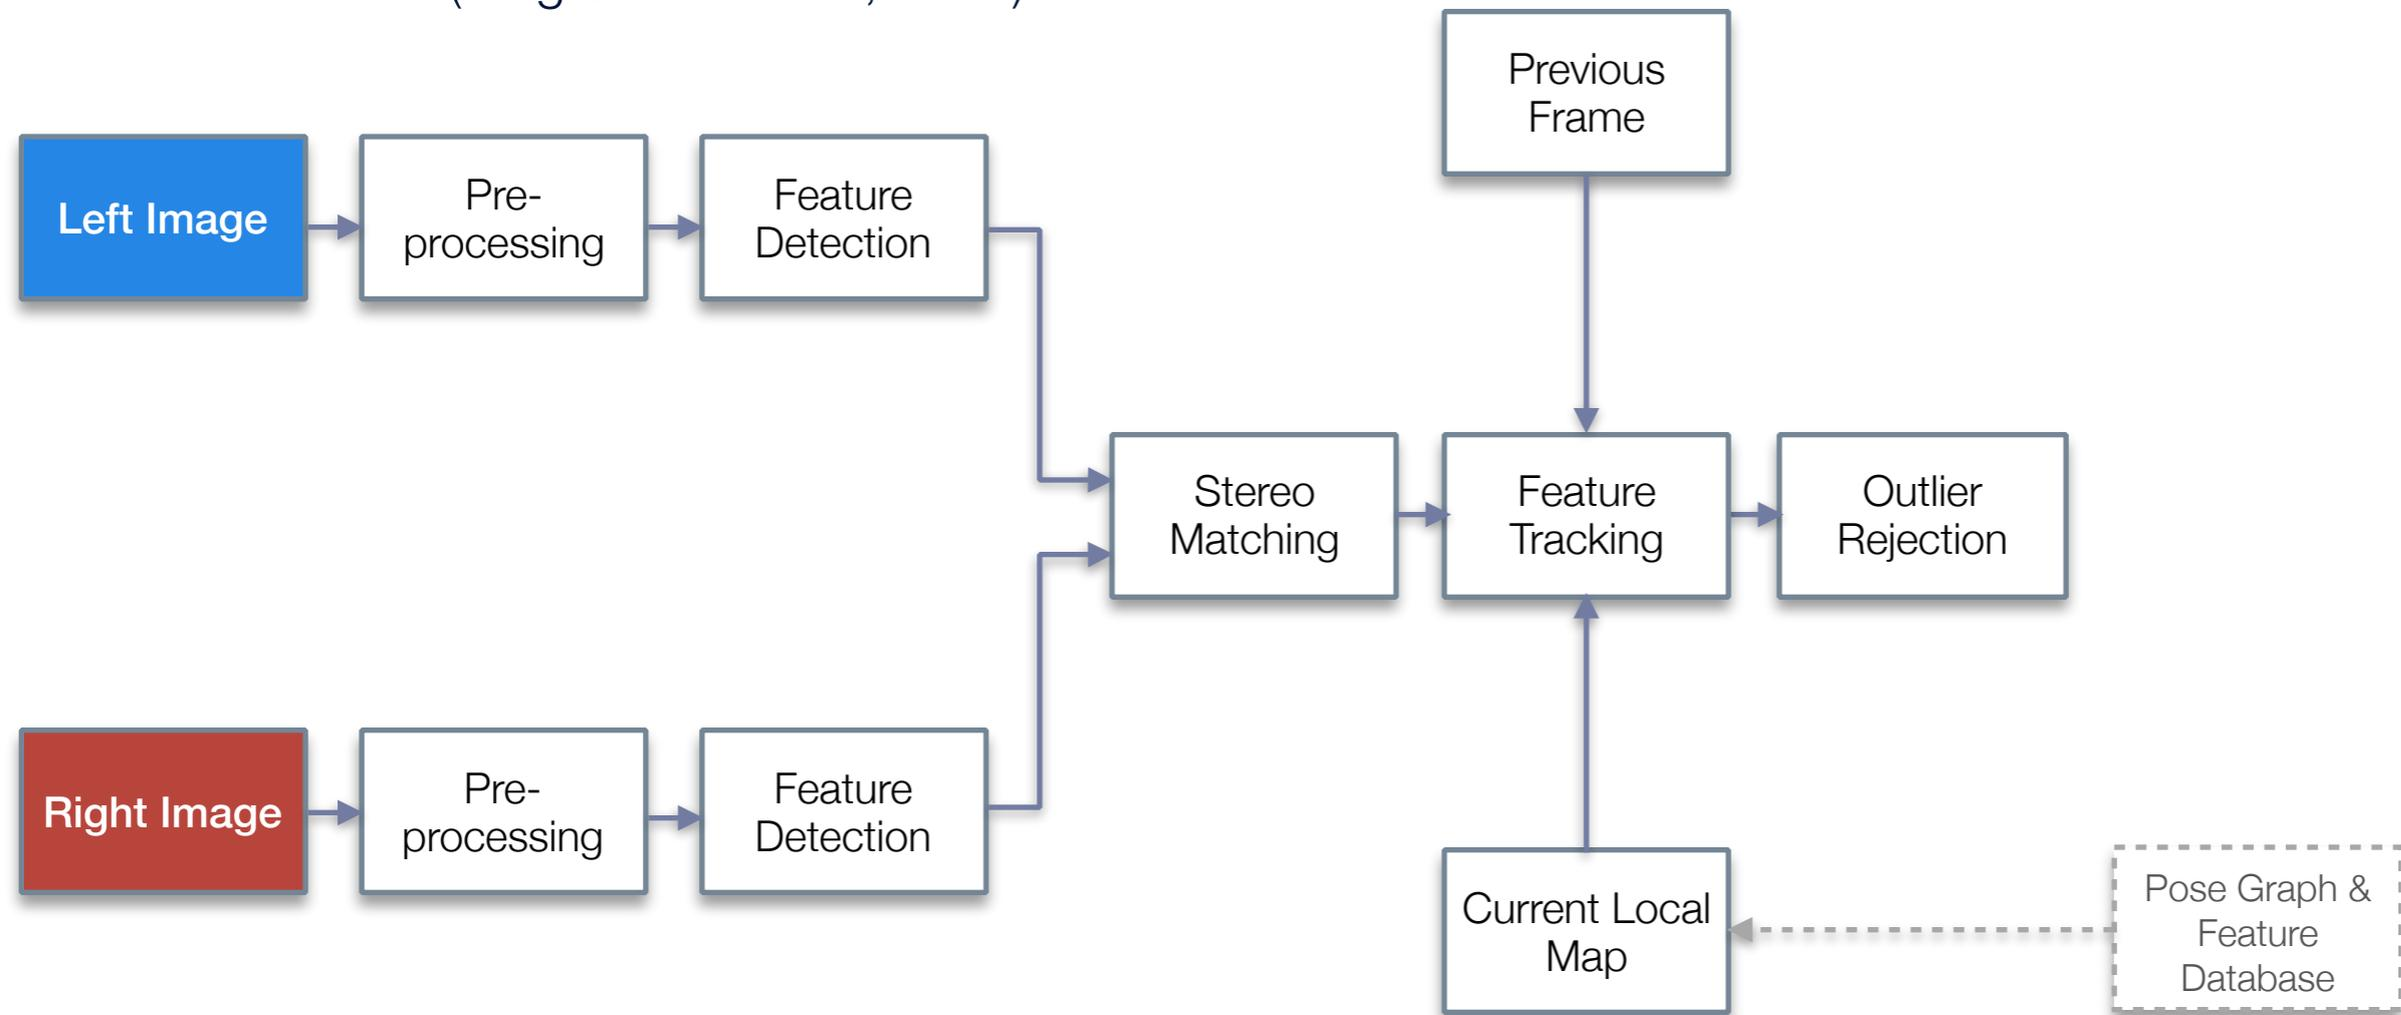 Previous
Frame
Left Image
Pre-
processing
Feature
Detection
Stereo
Matching
Feature
Tracking
Outlier
Rejection
Right Image
Pre-
processing
Feature
Detection
Current Local
Map
Pose Graph &
Feature
Database